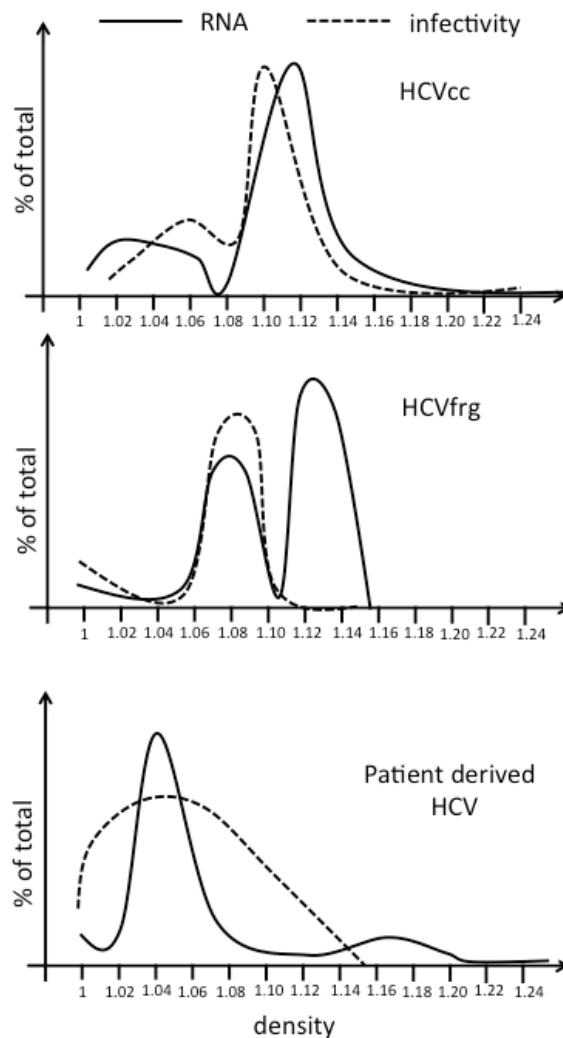 RNA infectivity
HCVcc
% of total
1 1.02 1.04 1.06 1.08 1.10 1.12 1.14 1.16 1.18 1.20 1.22 1.24
HCVfrg
% of total
1 1.02 1.04 1.06 1.08 1.10 1.12 1.14 1.16 1.18 1.20 1.22 1.24
Patient derived
HCV
% of total
1 1.02 1.04 1.06 1.08 1.10 1.12 1.14 1.16 1.18 1.20 1.22 1.24
density